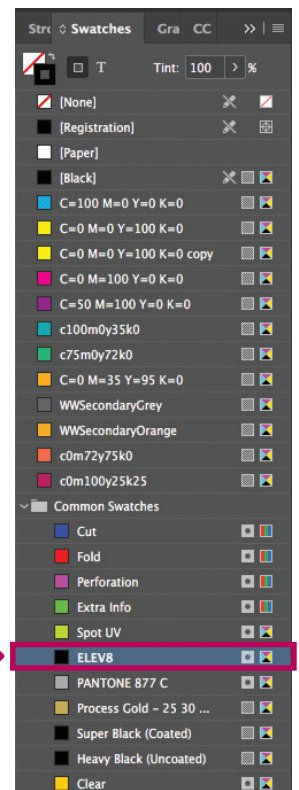 Stro Swatches Gra CC
T Tint: 100 %
[None]
[Registration]
[Paper]
[Black]
C=100 M=0 Y=0 K=0
C=0 M=0 Y=100 K=0
C=0 M=0 Y=100 K=0 copy
C=0 M=100 Y=0 K=0
C=50 M=100 Y=0 K=0
c100m0y35k0
c75m0y72k0
C=0 M=35 Y=95 K=0
WWSecondaryGrey
WWSecondaryOrange
c0m72y75k0
c0m100y25k25
Common Swatches
Cut
Fold
Perforation
Extra Info
Spot UV
ELEV8
PANTONE 877 C
Process Gold – 25 30 ...
Super Black (Coated)
Heavy Black (Uncoated)
Clear